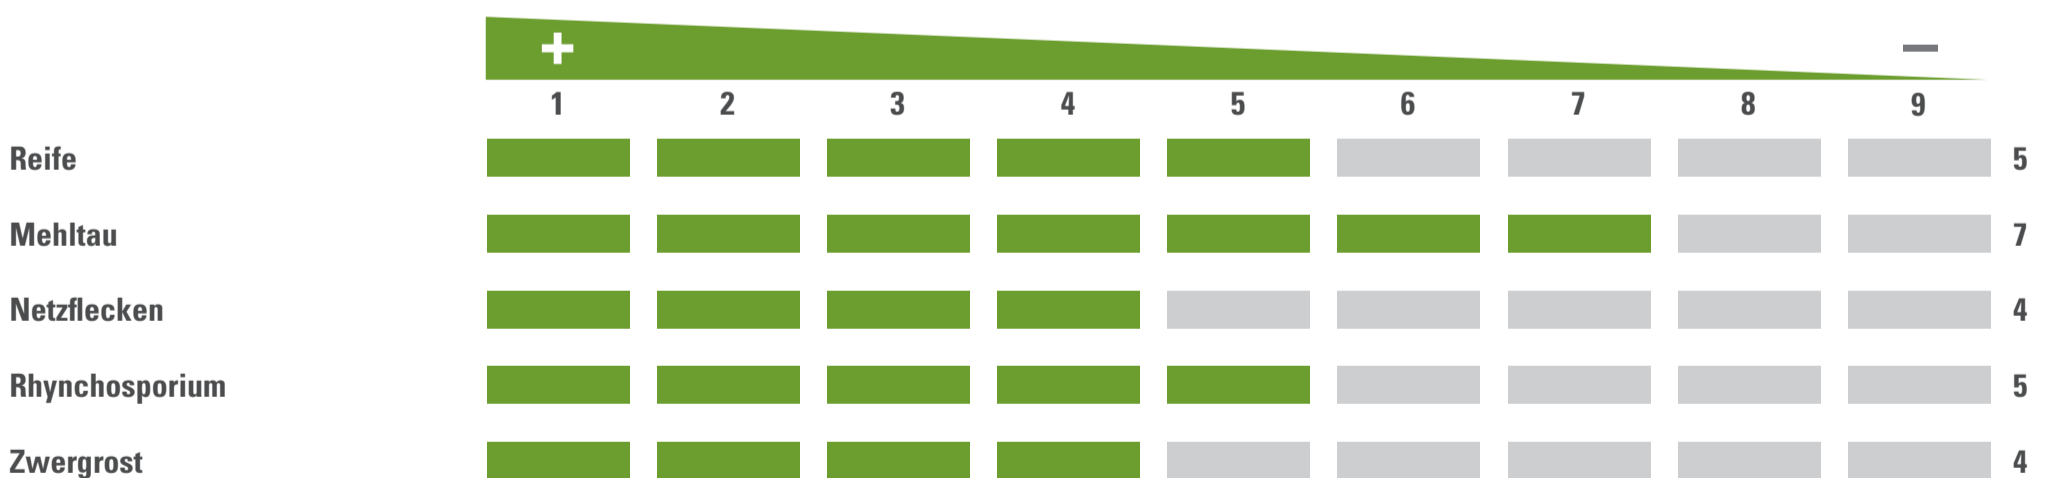 + −
1 2 3 4 5 6 7 8 9
Reife 5
Mehltau 7
Netzflecken 4
Rhynchosporium 5
Zwergrost 4